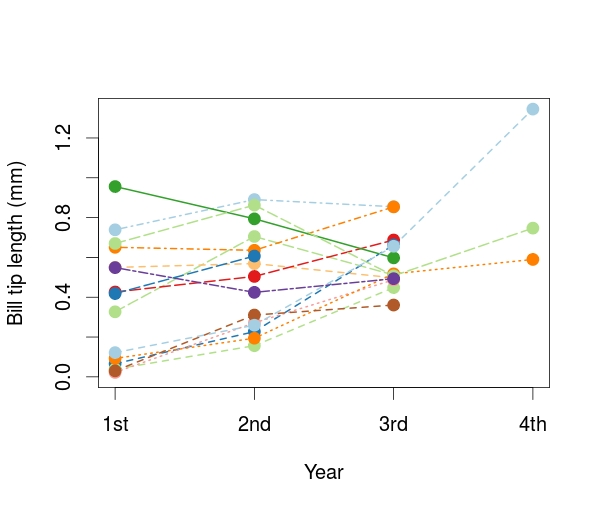 Bill tip length (mm)
1.2
0.8
0.4
0.0
1st 2nd 3rd 4th
Year